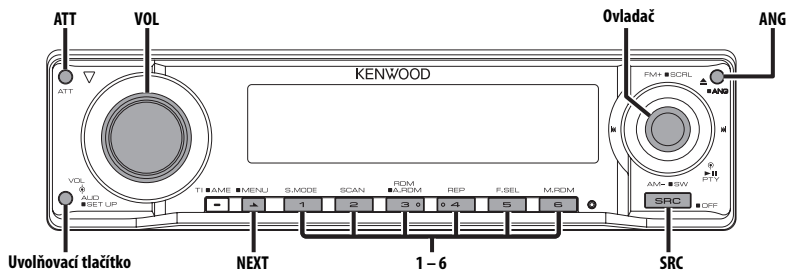 ATT
VOL
Ovladač
ANG
ATT
KENWOOD
FM+ ■SCRL
▲
■ANG
VOL
AUD
■SET UP
TI ■AME
■MENU
S.MODE
SCAN
RDM
■A.RDM
REP
F.SEL
M.RDM
1
2
3
4
5
6
PTY
AM– ■SW
SRC
■OFF
Uvolňovací tlačítko
NEXT
1 – 6
SRC